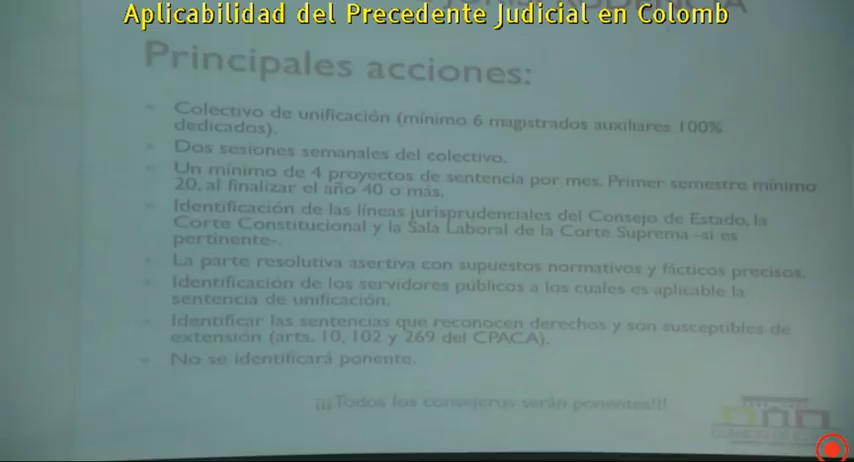 Aplicabilidad del Precedente Judicial en Colomb
Principales acciones:
Colectivo de unificación (mínimo 6 magistrados auxiliares 100%
dedicados).
Dos sesiones semanales del colectivo.
Un mínimo de 4 proyectos de sentencia por mes. Primer semestre mínimo
20, al finalizar el año 40 o más.
Identificación de las líneas jurisprudenciales del Consejo de Estado, la
Corte Constitucional y la Sala Laboral de la Corte Suprema -si es
pertinente-.
La parte resolutiva asertiva con supuestos normativos y fácticos precisos.
Identificación de los servidores públicos a los cuales es aplicable la
sentencia de unificación.
Identificar las sentencias que reconocen derechos y son susceptibles de
extensión (arts. 10, 102 y 269 del CPACA).
No se identificará ponente.
¡¡¡Todos los consejeros serán ponentes!!!